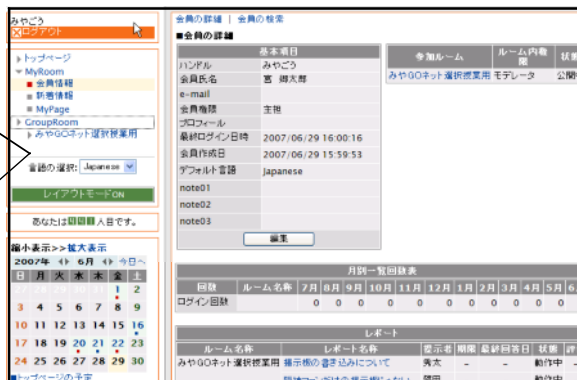 みやごう
ログアウト
トップページ
MyRoom
会員情報
新着情報
MyPage
GroupRoom
みやGOネット選択授業用
言語の選択: Japanese
レイアウトモードON
あなたは 人目です。
縮小表示>>拡大表示
2007年 6月 今日へ
日 月 火 水 木 金 土
27 28 29 30 31 1 2
3 4 5 6 7 8 9
10 11 12 13 14 15 16
17 18 19 20 21 22 23
24 25 26 27 28 29 30
トップページの予定
会員の詳細 | 会員の検索
■会員の詳細
基本項目
ハンドル みやごう
会員氏名 宮 郷太郎
e-mail
会員権限 主担
プロフィール
最終ログイン日時 2007/06/29 16:00:16
会員作成日 2007/06/29 15:59:53
デフォルト言語 Japanese
note01
note02
note03
編集
参加ルーム ルーム内権限 状態
みやGOネット選択授業用 モデレータ 公開
月別一覧回数表
回数 ルーム名称 7月 8月 9月 10月 11月 12月 1月 2月 3月 4月 5月 6
ログイン回数 0 0 0 0 0 0 0 0 0 0 0
レポート
ルーム名称 レポート名称 提示者 期限 最終回答日 状態 評
みやGOネット選択授業用 掲示板の書き込みについて 秀太 - - 動作中 -
動作中